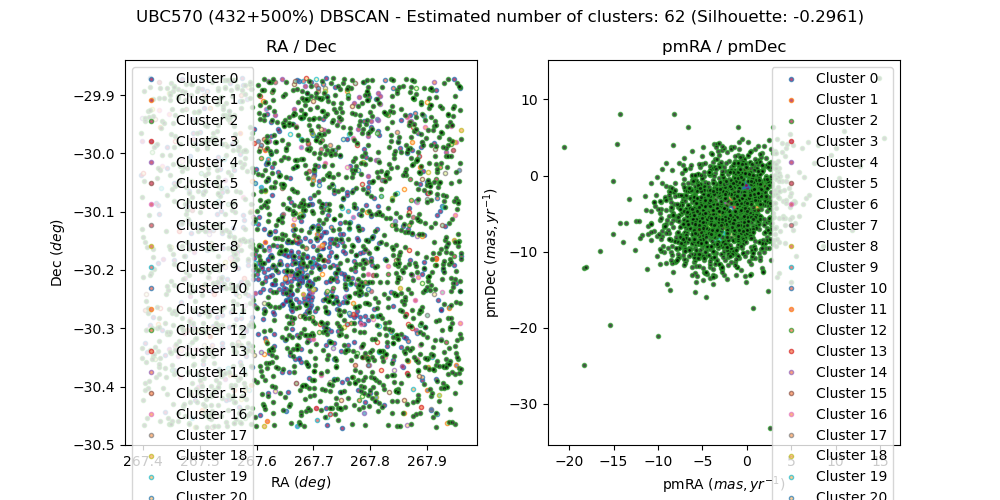 UBC570 (432+500%) DBSCAN - Estimated number of clusters: 62 (Silhouette: -0.2961)
RA / Dec
−29.9
−30.0
−30.1
−30.2
−30.3
−30.4
−30.5
Dec (deg)
267.4
267.5
267.6
267.7
267.8
267.9
RA (deg)
Cluster 0
Cluster 1
Cluster 2
Cluster 3
Cluster 4
Cluster 5
Cluster 6
Cluster 7
Cluster 8
Cluster 9
Cluster 10
Cluster 11
Cluster 12
Cluster 13
Cluster 14
Cluster 15
Cluster 16
Cluster 17
Cluster 18
Cluster 19
Cluster 20
pmRA / pmDec
10
0
−10
−20
−30
pmDec (mas, yr⁻¹)
−20
−15
−10
−5
0
5
10
15
pmRA (mas, yr⁻¹)
Cluster 0
Cluster 1
Cluster 2
Cluster 3
Cluster 4
Cluster 5
Cluster 6
Cluster 7
Cluster 8
Cluster 9
Cluster 10
Cluster 11
Cluster 12
Cluster 13
Cluster 14
Cluster 15
Cluster 16
Cluster 17
Cluster 18
Cluster 19
Cluster 20